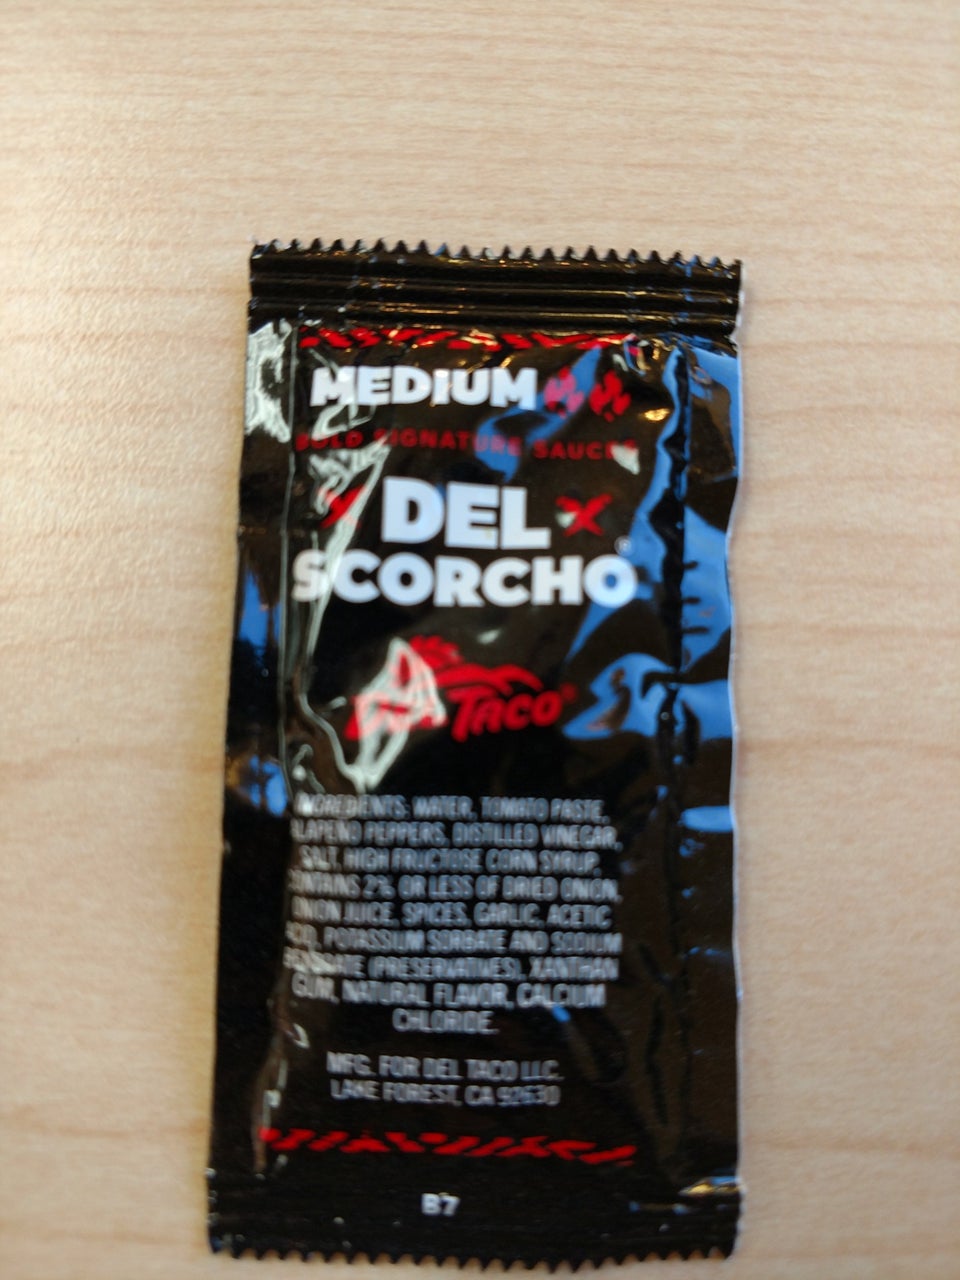 MEDIUM
BOLD SIGNATURE SAUCES
DEL
SCORCHO®
DEL TACO®
INGREDIENTS: WATER, TOMATO PASTE,
JALAPENO PEPPERS, DISTILLED VINEGAR,
SALT, HIGH FRUCTOSE CORN SYRUP,
CONTAINS 2% OR LESS OF DRIED ONION,
ONION JUICE, SPICES, GARLIC, ACETIC
ACID, POTASSIUM SORBATE AND SODIUM
BENZOATE (PRESERVATIVES), XANTHAN
GUM, NATURAL FLAVOR, CALCIUM
CHLORIDE.
MFG. FOR DEL TACO LLC.
LAKE FOREST, CA 92630
B7